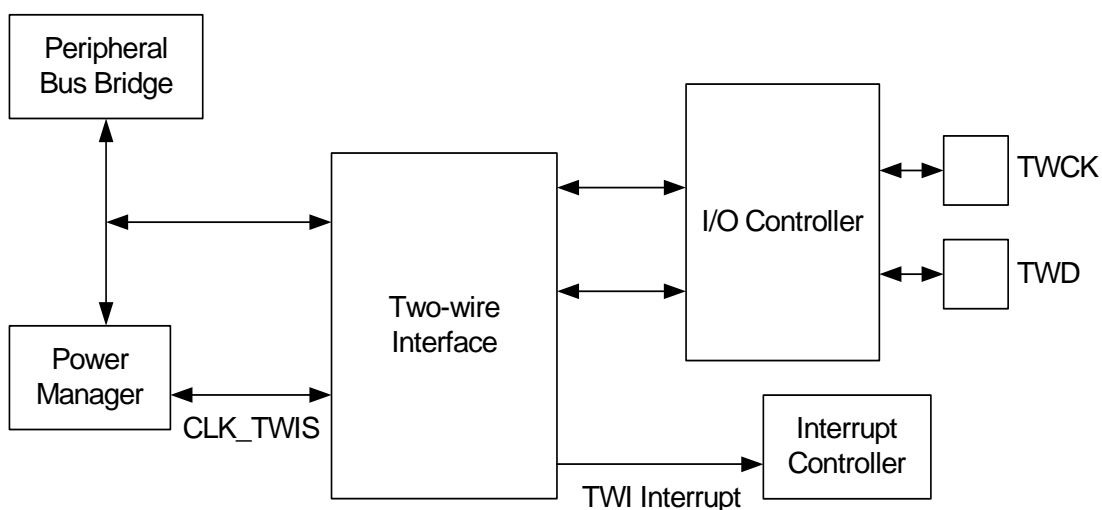 Peripheral
Bus Bridge
TWCK
I/O Controller
TWD
Two-wire
Interface
Power
Manager
CLK_TWIS
Interrupt
Controller
TWI Interrupt